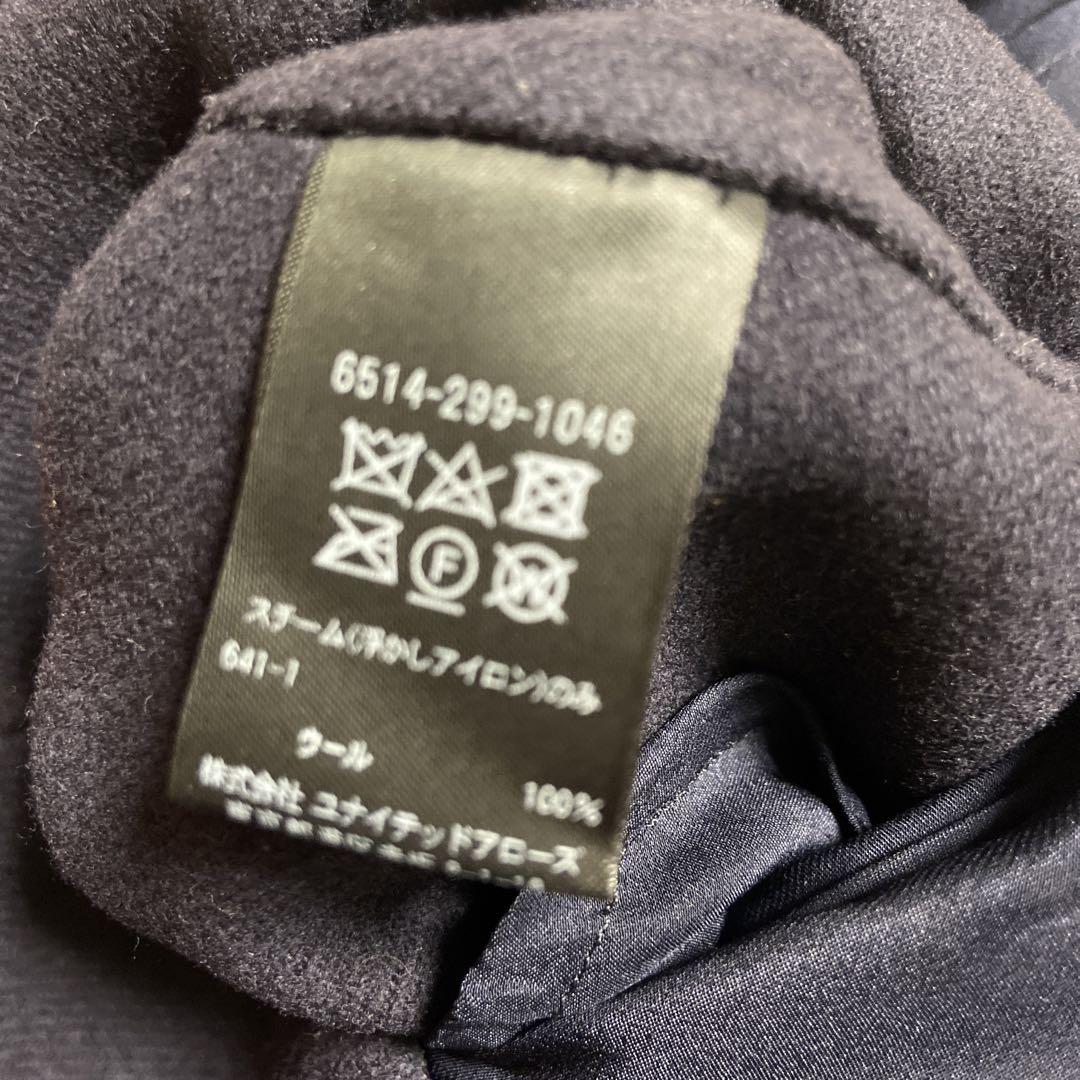 6514-299-1046
F
W
スチーム(浮かしアイロン)のみ
641-1
ウール
100%
株式会社 ユナイテッドアローズ